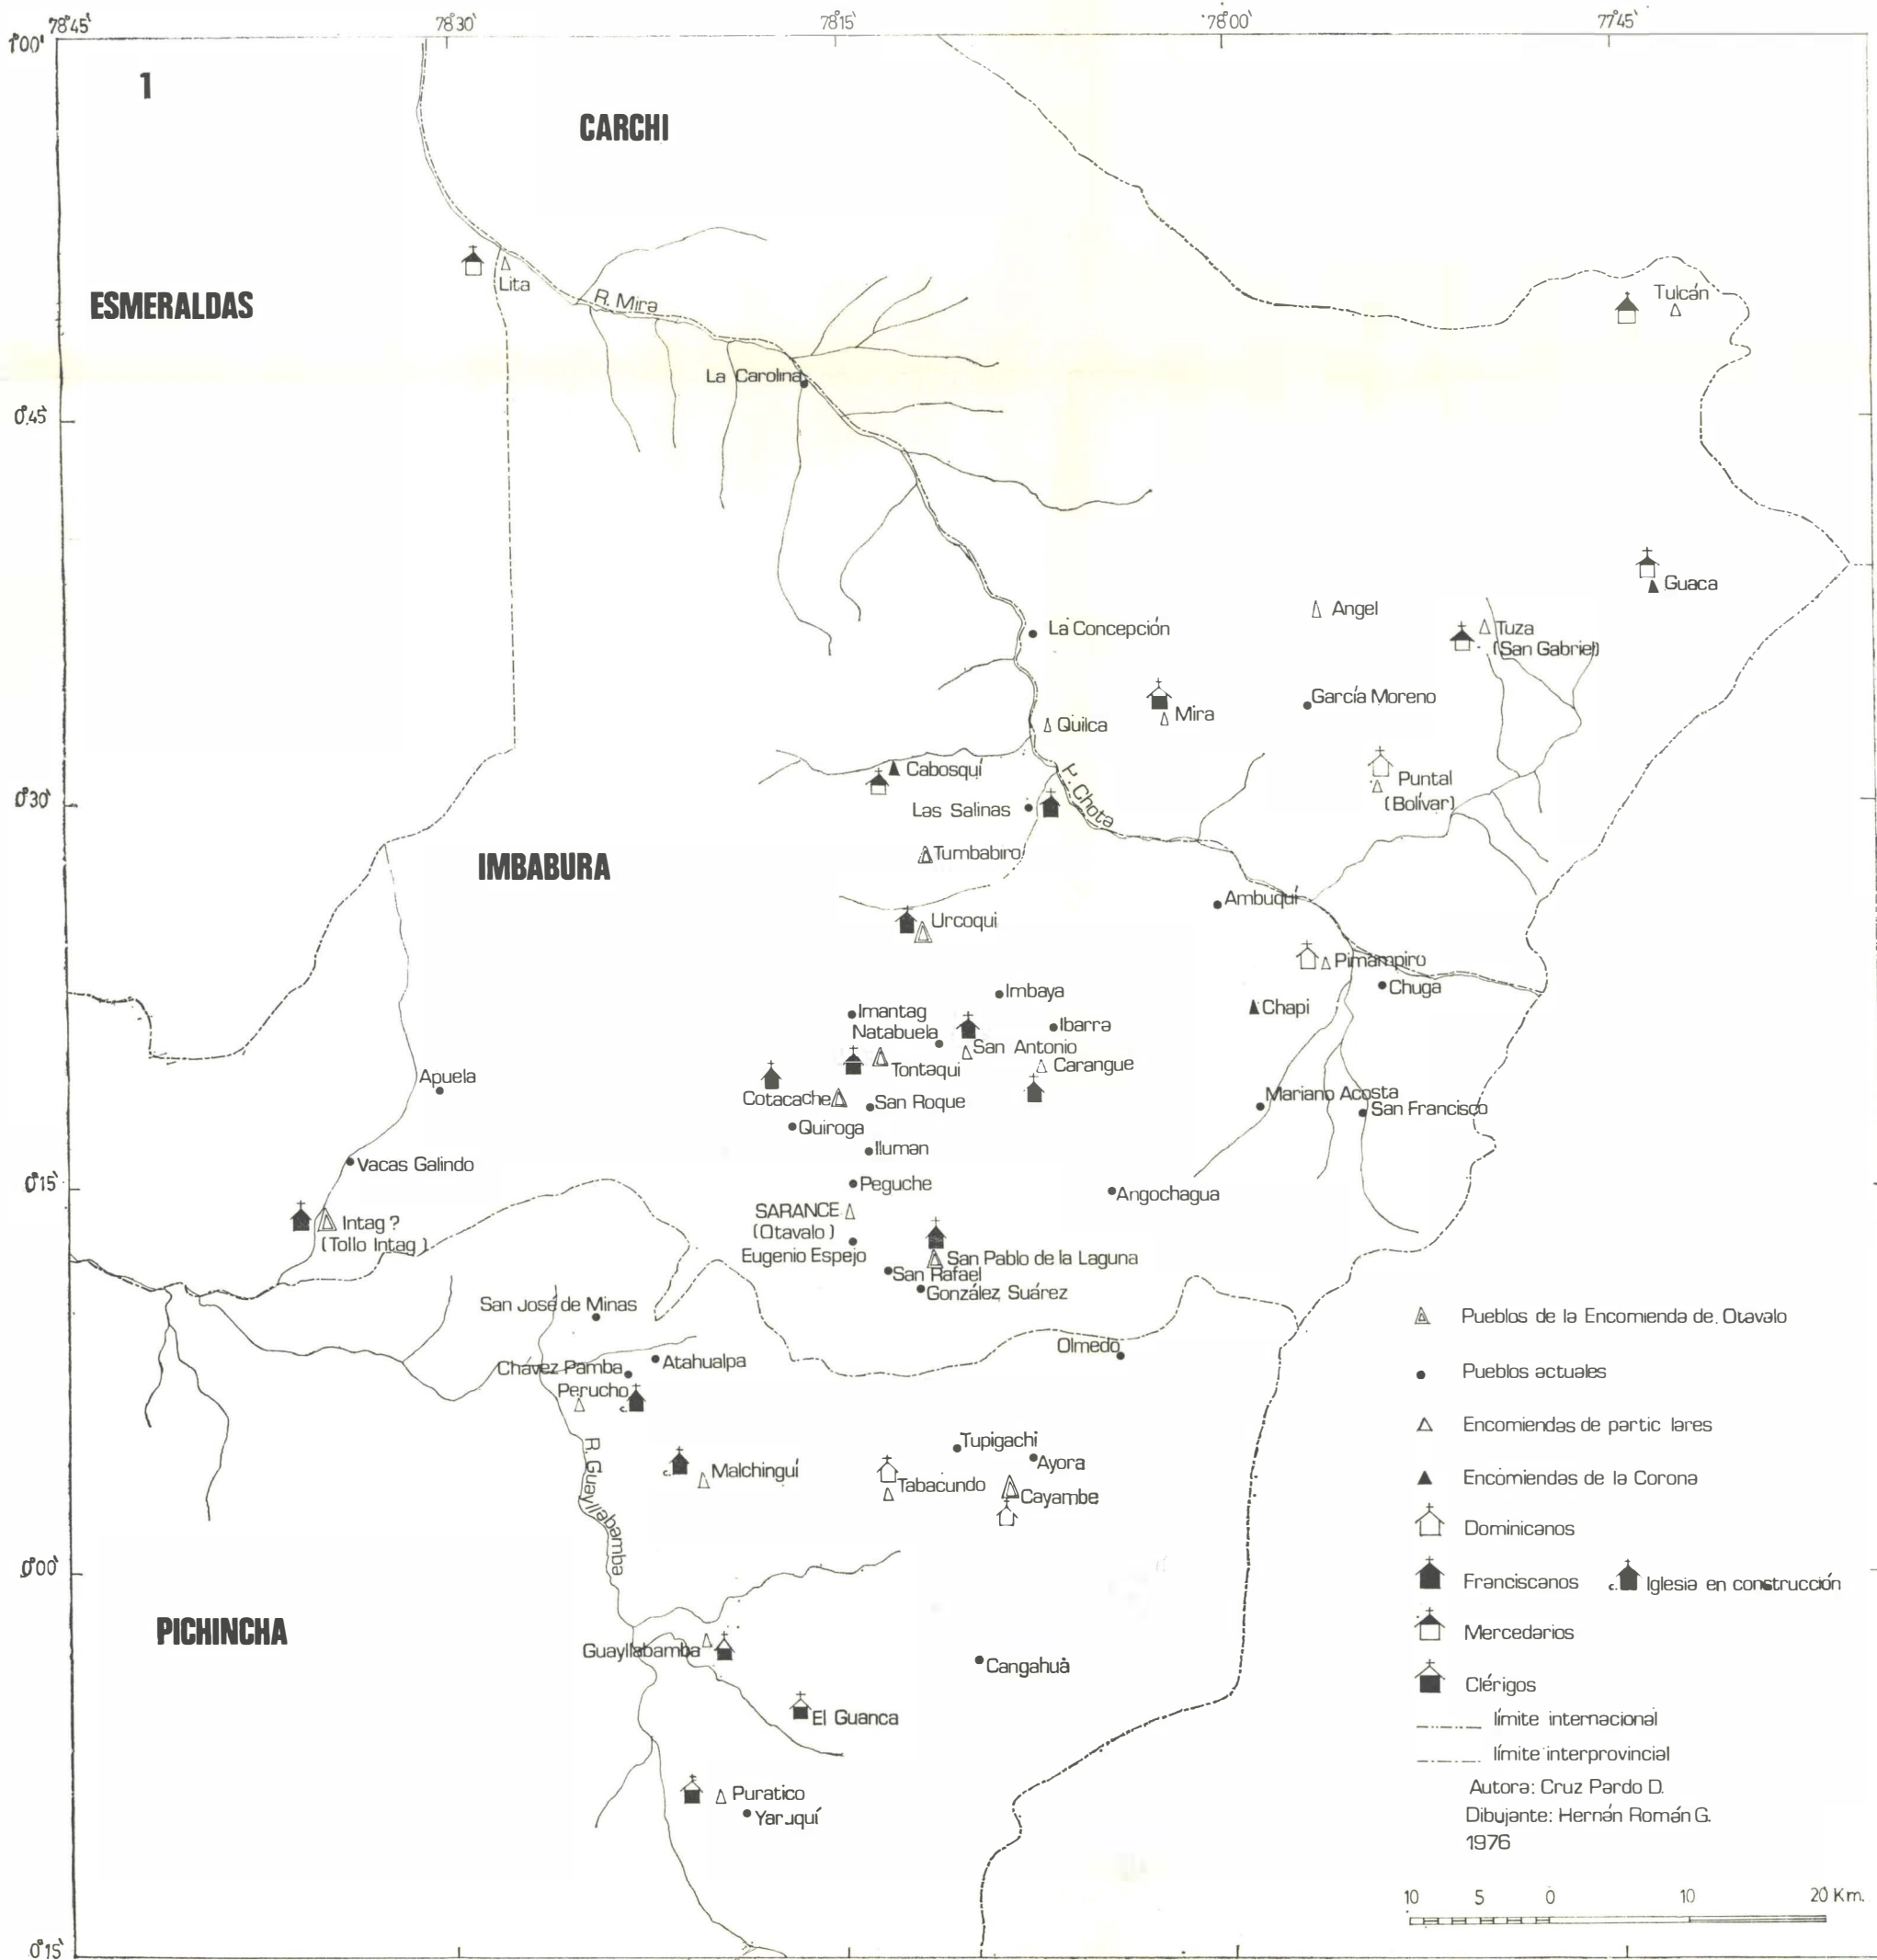 78°45' 78°30' 78°15' 78°00' 77°45'
1°00'
1
CARCHI
ESMERALDAS
Lita
R. Mira
Tulcán
La Carolina
0°45'
Guaca
Angel
La Concepción
Tuza
(San Gabriel)
García Moreno
Mira
Quilca
Cabosquí
Puntal
(Bolívar)
R. Chota
0°30'
Las Salinas
Tumbabiro
IMBABURA
Ambuquí
Urcoqui
Pimampiro
Chuga
Imbaya
Chapi
Imantag
Ibarra
Natabuela
San Antonio
Carangue
Tontaqui
Apuela
Cotacache
San Roque
Mariano Acosta
San Francisco
Quiroga
Iluman
Vacas Galindo
0°15'
Peguche
Angochagua
SARANCE
(Otavalo)
Intag ?
(Tollo Intag)
Eugenio Espejo
San Pablo de la Laguna
San Rafael
González Suárez
San José de Minas
Olmedo
Atahualpa
Chávez Pamba
Perucho
c.
Tupigachi
Ayora
Malchinguí
c.
Tabacundo
Cayambe
R. Guayllabamba
0°00'
PICHINCHA
Guayllabamba
Cangahuà
El Guanca
Puratico
Yaruquí
0°15'
Pueblos de la Encomienda de Otavalo
Pueblos actuales
Encomiendas de partic lares
Encomiendas de la Corona
Dominicanos
Franciscanos
c. Iglesia en construcción
Mercedarios
Clérigos
límite internacional
límite interprovincial
Autora: Cruz Pardo D.
Dibujante: Hernán Román G.
1976
10 5 0 10 20 Km.